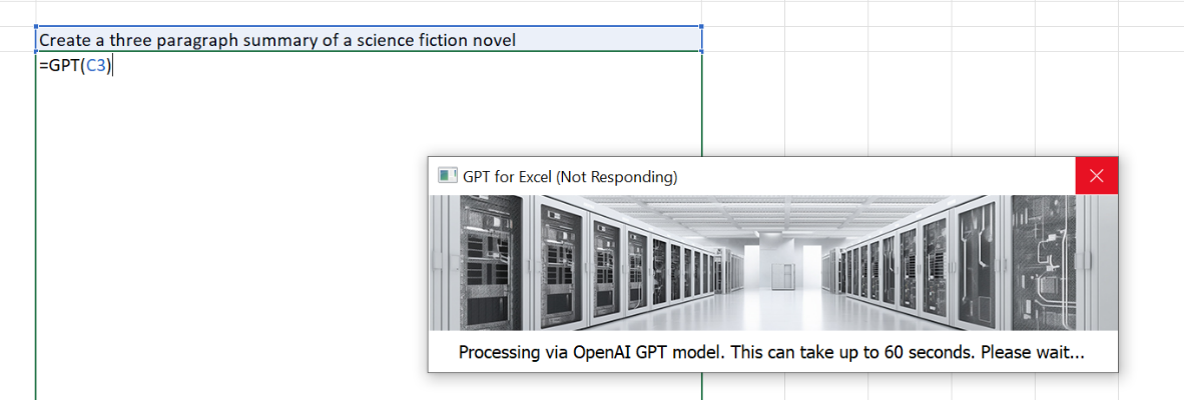 Create a three paragraph summary of a science fiction novel
=GPT(C3)
GPT for Excel (Not Responding)
Processing via OpenAI GPT model. This can take up to 60 seconds. Please wait...